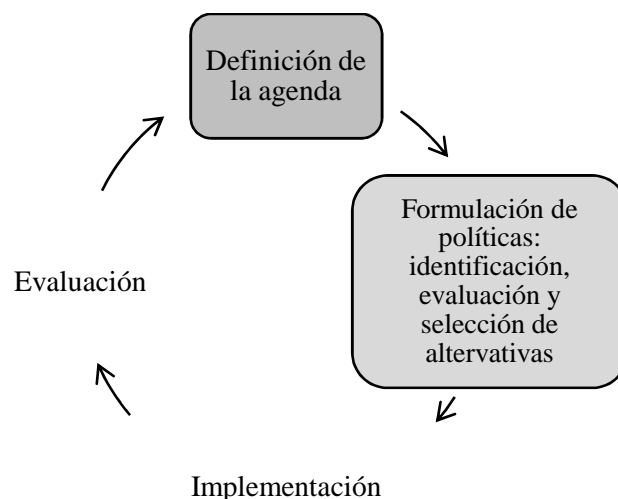 Definición de
la agenda
Formulación de
políticas:
identificación,
evaluación y
selección de
altervativas
Evaluación
Implementación